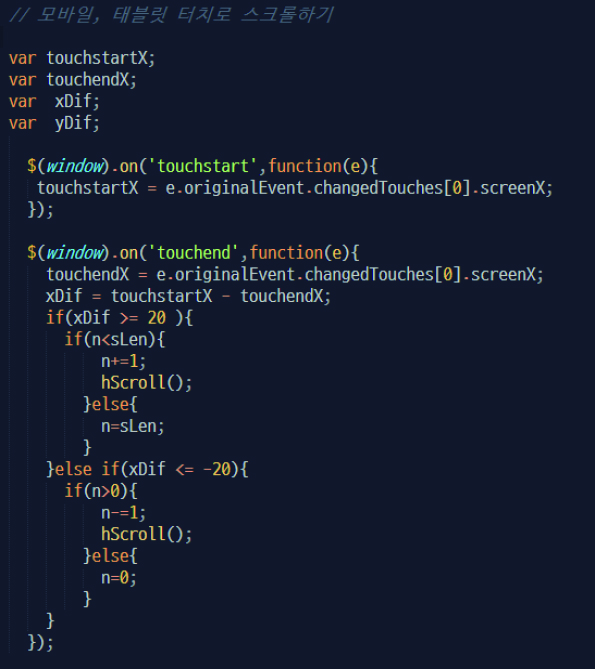 // 모바일, 태블릿 터치로 스크롤하기
var touchstartX;
var touchendX;
var  xDif;
var  yDif;
$(window).on('touchstart',function(e){
touchstartX = e.originalEvent.changedTouches[0].screenX;
});
$(window).on('touchend',function(e){
touchendX = e.originalEvent.changedTouches[0].screenX;
xDif = touchstartX - touchendX;
if(xDif >= 20 ){
if(n<sLen){
n+=1;
hScroll();
}else{
n=sLen;
}
}else if(xDif <= -20){
if(n>0){
n-=1;
hScroll();
}else{
n=0;
}
}
});